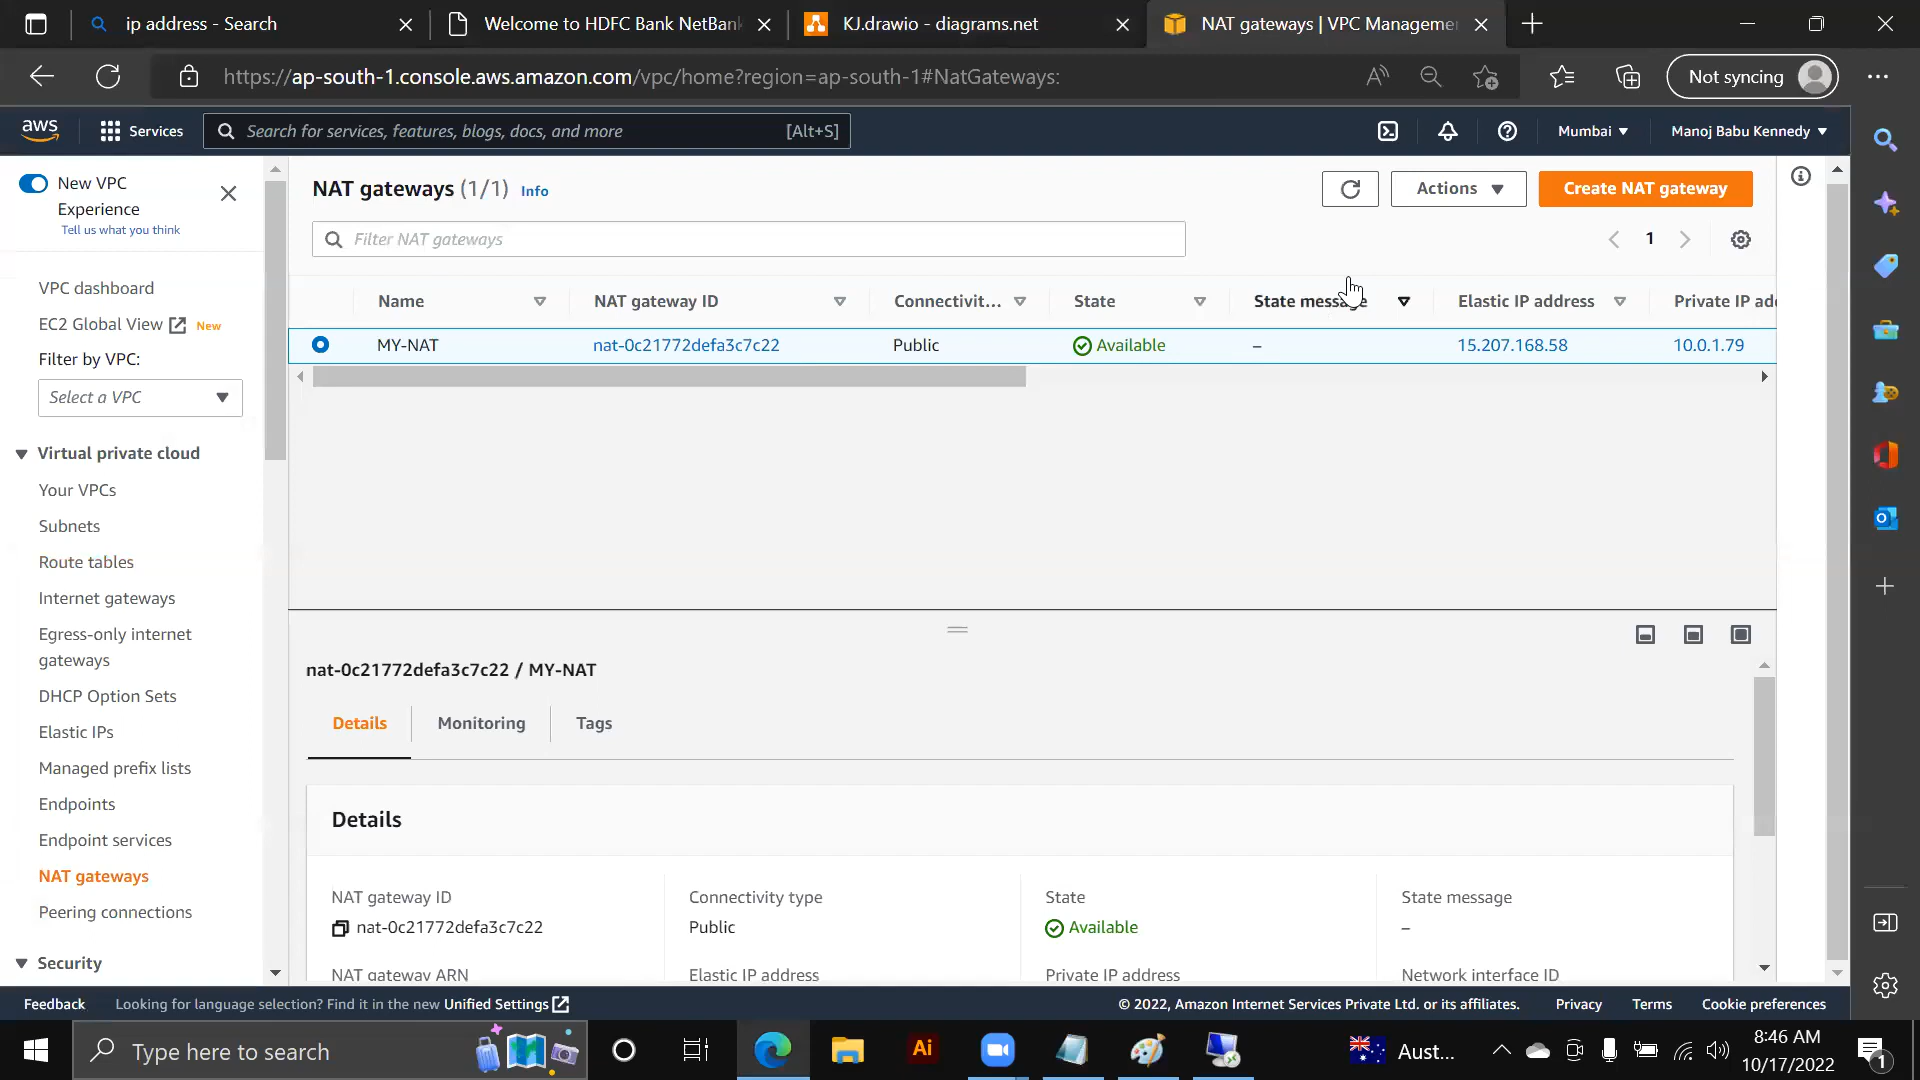 ip address - Search
Welcome to HDFC Bank NetBank
KJ.drawio - diagrams.net
NAT gateways | VPC Manageme
https://ap-south-1.console.aws.amazon.com/vpc/home?region=ap-south-1#NatGateways:
Not syncing
aws
Services
Search for services, features, blogs, docs, and more
[Alt+S]
Mumbai
Manoj Babu Kennedy
New VPC
Experience
Tell us what you think
VPC dashboard
EC2 Global View New
Filter by VPC:
Select a VPC
Virtual private cloud
Your VPCs
Subnets
Route tables
Internet gateways
Egress-only internet
gateways
DHCP Option Sets
Elastic IPs
Managed prefix lists
Endpoints
Endpoint services
NAT gateways
Peering connections
Security
NAT gateways (1/1) Info
Actions
Create NAT gateway
Filter NAT gateways
1
Name NAT gateway ID Connectivit... State State message Elastic IP address Private IP ad
MY-NAT nat-0c21772defa3c7c22 Public Available – 15.207.168.58 10.0.1.79
nat-0c21772defa3c7c22 / MY-NAT
Details Monitoring Tags
Details
NAT gateway ID Connectivity type State State message
nat-0c21772defa3c7c22 Public Available –
NAT gateway ARN Elastic IP address Private IP address Network interface ID
Feedback Looking for language selection? Find it in the new Unified Settings
© 2022, Amazon Internet Services Private Ltd. or its affiliates. Privacy Terms Cookie preferences
Type here to search
Ai
Aust...
8:46 AM
10/17/2022
1